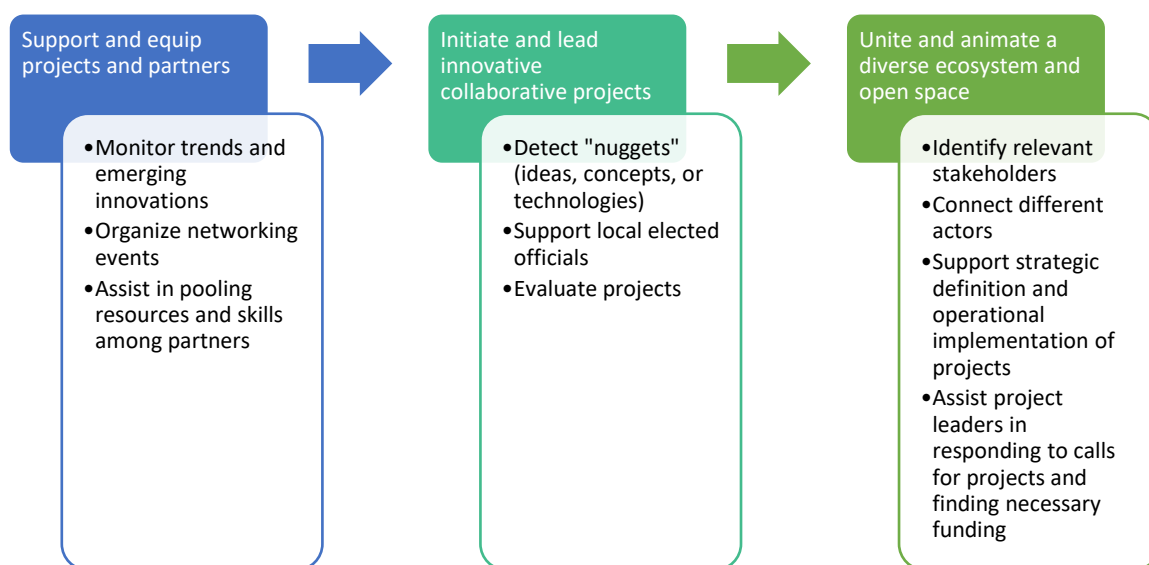 Support and equip
projects and partners
•Monitor trends and
emerging
innovations
•Organize networking
events
•Assist in pooling
resources and skills
among partners
Initiate and lead
innovative
collaborative projects
•Detect "nuggets"
(ideas, concepts, or
technologies)
•Support local elected
officials
•Evaluate projects
Unite and animate a
diverse ecosystem and
open space
•Identify relevant
stakeholders
•Connect different
actors
•Support strategic
definition and
operational
implementation of
projects
•Assist project
leaders in
responding to calls
for projects and
finding necessary
funding